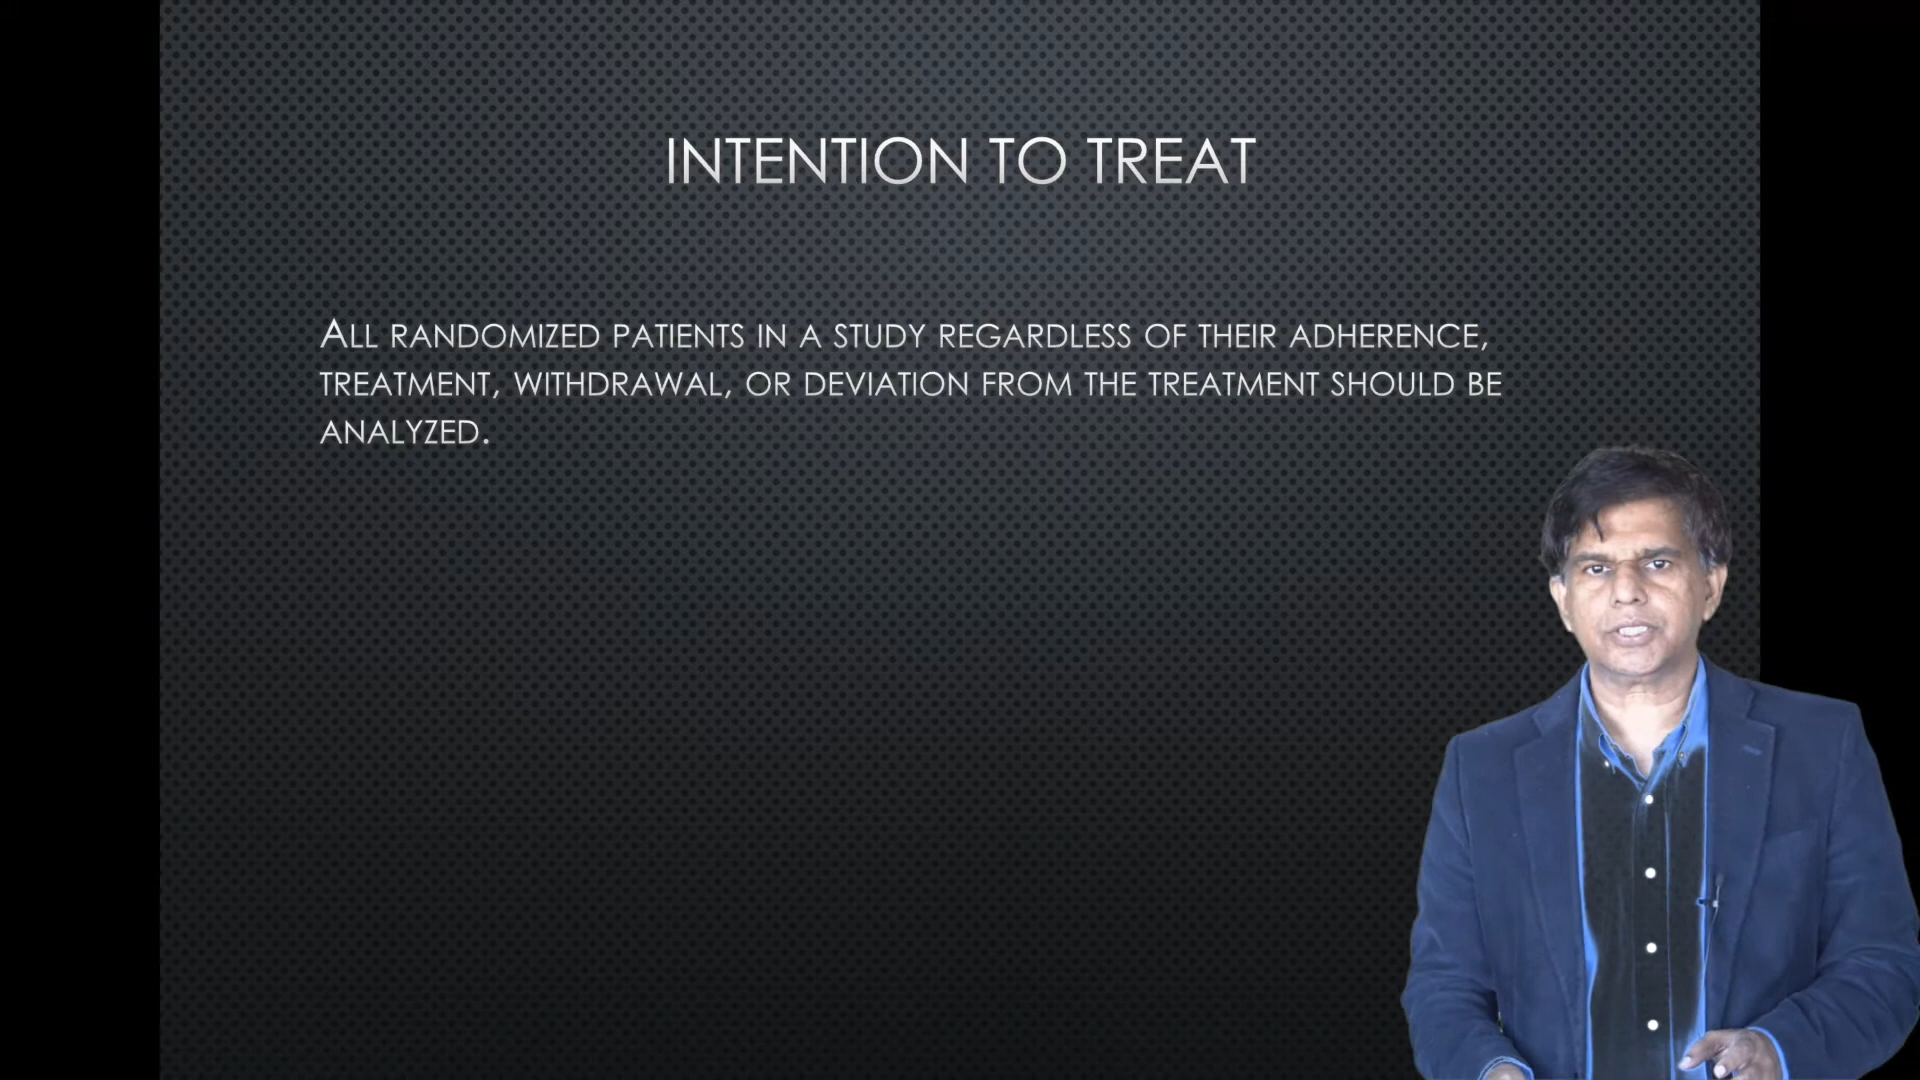 INTENTION TO TREAT
ALL RANDOMIZED PATIENTS IN A STUDY REGARDLESS OF THEIR ADHERENCE,
TREATMENT, WITHDRAWAL, OR DEVIATION FROM THE TREATMENT SHOULD BE
ANALYZED.